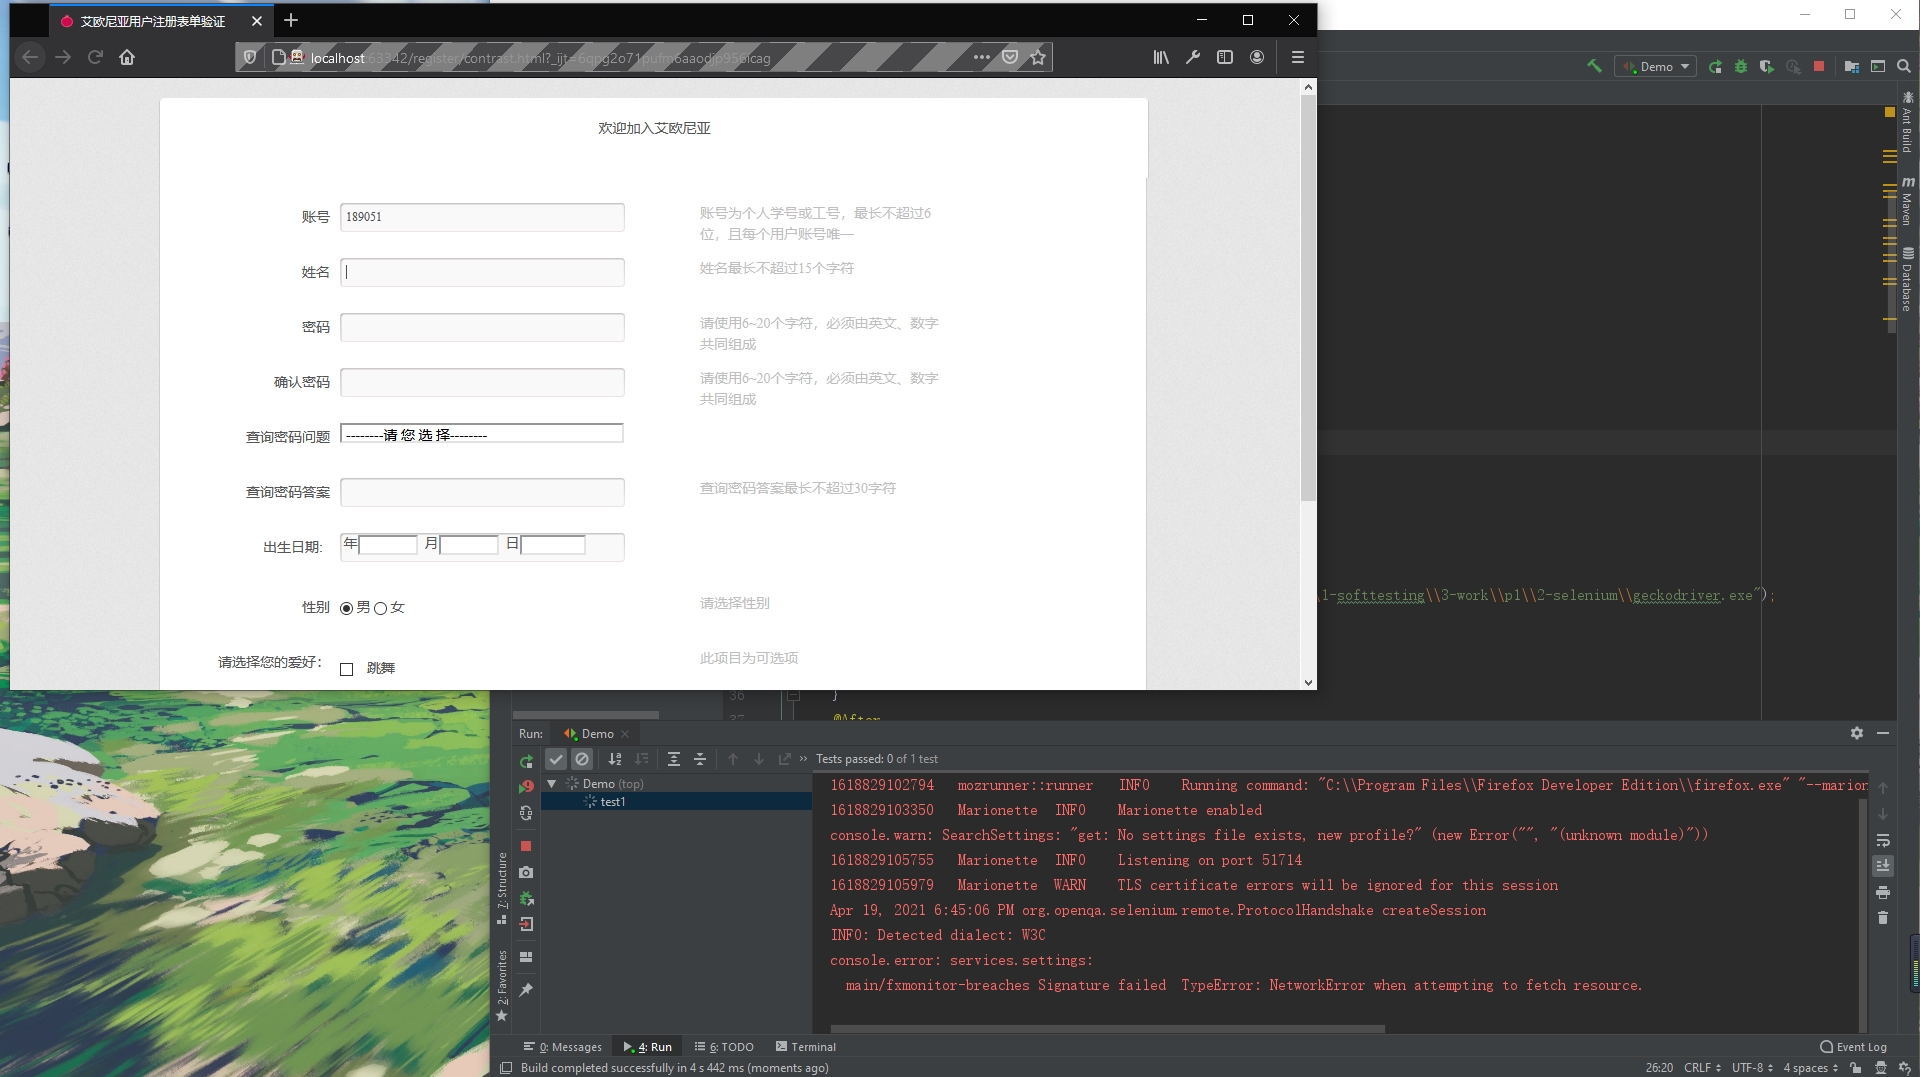 艾欧尼亚用户注册表单验证
localhost:63342/register/contrast.html?_ijt=6qpg2o71pufm6aaodjp956icag
欢迎加入艾欧尼亚
账号 189051 账号为个人学号或工号，最长不超过6
位，且每个用户账号唯一
姓名 姓名最长不超过15个字符
密码 请使用6~20个字符，必须由英文、数字
共同组成
确认密码 请使用6~20个字符，必须由英文、数字
共同组成
查询密码问题 --------请 您 选 择--------
查询密码答案 查询密码答案最长不超过30字符
出生日期: 年 月 日
性别 男 女 请选择性别
请选择您的爱好: 跳舞 此项目为可选项
Demo
Ant Build
m Maven
Database
\1-softtesting\\3-work\\p1\\2-selenium\\geckodriver.exe");
36 }
37 @After
Run: Demo
Tests passed: 0 of 1 test
Demo (top)
test1
1618829102794 mozrunner::runner INFO Running command: "C:\\Program Files\\Firefox Developer Edition\\firefox.exe" "--marion
1618829103350 Marionette INFO Marionette enabled
console.warn: SearchSettings: "get: No settings file exists, new profile?" (new Error("", "(unknown module)"))
1618829105755 Marionette INFO Listening on port 51714
1618829105979 Marionette WARN TLS certificate errors will be ignored for this session
Apr 19, 2021 6:45:06 PM org.openqa.selenium.remote.ProtocolHandshake createSession
INFO: Detected dialect: W3C
console.error: services.settings:
main/fxmonitor-breaches Signature failed TypeError: NetworkError when attempting to fetch resource.
7: Structure
2: Favorites
0: Messages 4: Run 6: TODO Terminal Event Log
Build completed successfully in 4 s 442 ms (moments ago) 26:20 CRLF UTF-8 4 spaces